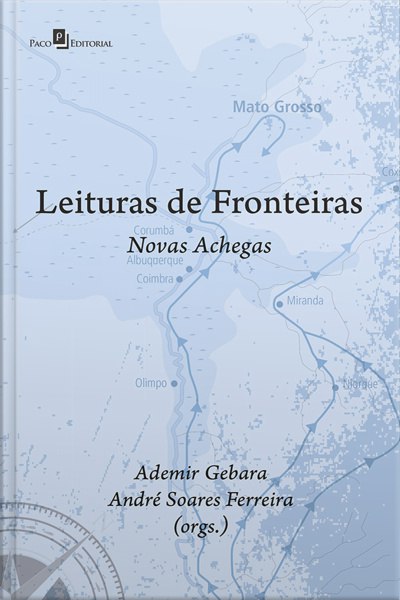 PACO EDITORIAL
Mato Grosso
Leituras de Fronteiras
Corumbá
Novas Achegas
Albuquerque
Coimbra
Miranda
Olimpo
Nioaque
Ademir Gebara
André Soares Ferreira
(orgs.)